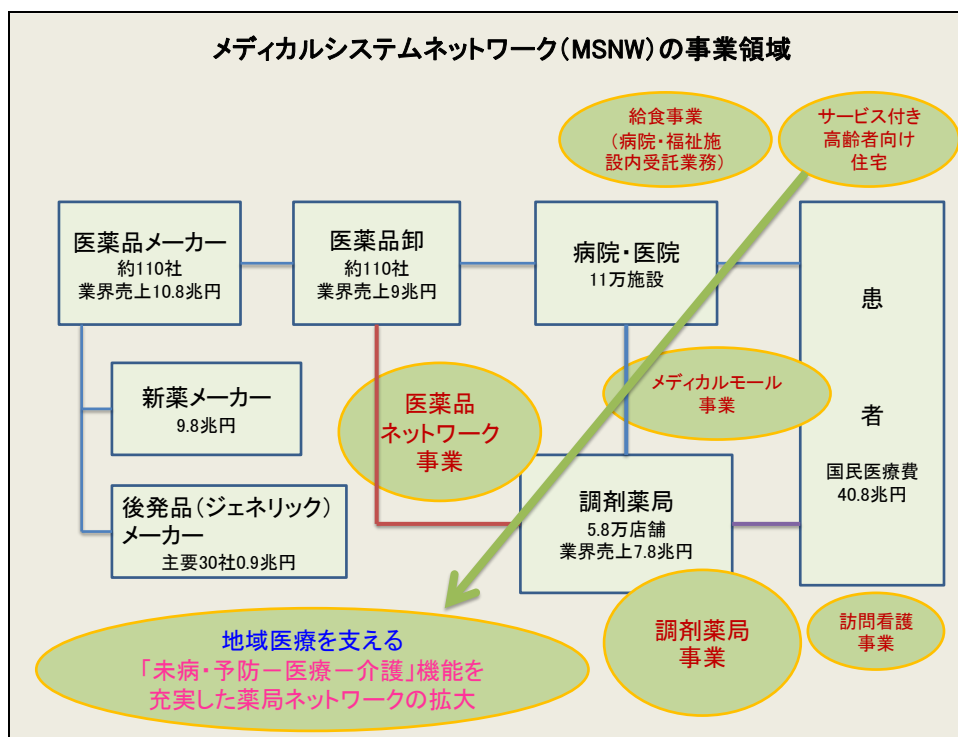 メディカルシステムネットワーク(MSNW)の事業領域
給食事業
(病院・福祉施
設内受託業務)
サービス付き
高齢者向け
住宅
医薬品メーカー
約110社
業界売上10.8兆円
医薬品卸
約110社
業界売上9兆円
病院・医院
11万施設
患
者
国民医療費
40.8兆円
新薬メーカー
9.8兆円
医薬品
ネットワーク
事業
メディカルモール
事業
後発品(ジェネリック)
メーカー
主要30社0.9兆円
調剤薬局
5.8万店舗
業界売上7.8兆円
地域医療を支える
「未病・予防－医療－介護」機能を
充実した薬局ネットワークの拡大
調剤薬局
事業
訪問看護
事業